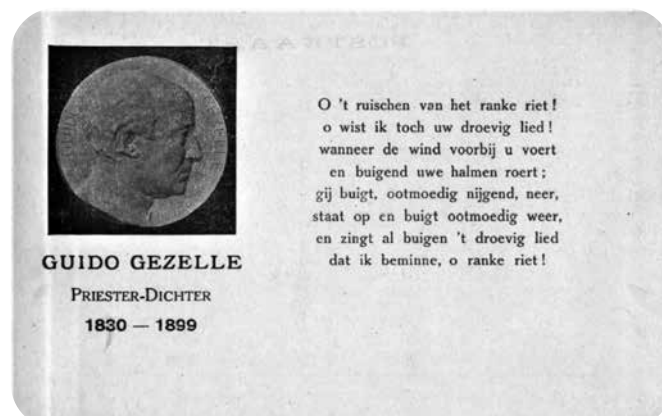 GUIDO GEZELLE
PRIESTER-DICHTER
1830 — 1899
O 't ruischen van het ranke riet !
o wist ik toch uw droevig lied !
wanneer de wind voorbij u voert
en buigend uwe halmen roert ;
gij buigt, ootmoedig nijgend, neer,
staat op en buigt ootmoedig weer,
en zingt al buigen 't droevig lied
dat ik beminne, o ranke riet !